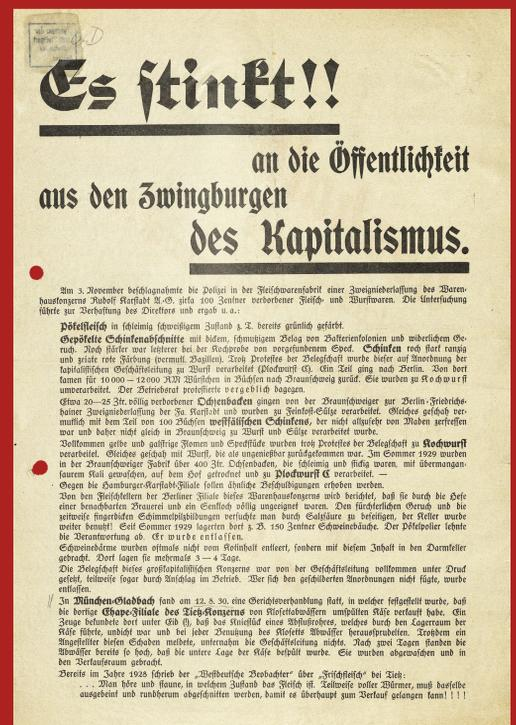 Es stinkt!!
an die Öffentlichkeit
aus den Zwingburgen
des Kapitalismus.
Am 3. November beschlagnahmte die Polizei in der Fleischwarenfabrik einer Zweigniederlassung des Waren-
hauskonzerns Rudolf Karstadt A.-G. zirka 100 Zentner verdorbener Fleisch- und Wurstwaren. Die Untersuchung
führte zur Verhaftung des Direktors und ergab u. a.:
Pökelfleisch in schleimig schweißigem Zustand z. T. bereits grünlich gefärbt.
Gepökelte Schinkenabschnitte mit dickem, schmutzigem Belag von Bakterienkolonien und widerlichem Ge-
ruch. Noch stärker war letzterer bei der Kochprobe von vorgefundenem Speck. Schinken roch stark ranzig
und zeigte rote Färbung (vermutl. Bazillen). Trotz Protestes der Belegschaft wurde dieser auf Anordnung der
kapitalistischen Geschäftsleitung zu Wurst verarbeitet (Plockwurst C). Ein Teil ging nach Berlin. Von dort
kamen für 10000–12000 RM Würstchen in Büchsen nach Braunschweig zurück. Sie wurden zu Kochwurst
umverarbeitet. Der Betriebsrat protestierte vergeblich dagegen.
Etwa 20–25 Ztr. völlig verdorbener Ochsenbacken gingen von der Braunschweiger zur Berlin-Friedrichs-
hainer Zweigniederlassung der Fa. Karstadt und wurden zu Feinkost-Sülze verarbeitet. Gleiches geschah ver-
mutlich mit dem Teil von 100 Büchsen westfälischen Schinkens, der nicht allzusehr von Maden zerfressen
war und daher nicht gleich in Braunschweig zu Wurst und Sülze verarbeitet wurde.
Vollkommen gelbe und galstrige Flomen und Speckstücke wurden trotz Protestes der Belegschaft zu Kochwurst
verarbeitet. Gleiches geschah mit Wurst, die als ungenießbar zurückgekommen war. Im Sommer 1929 wurden
in der Braunschweiger Fabrik über 400 Ztr. Ochsenbacken, die schleimig und stickig waren, mit übermangan-
saurem Kali gewaschen, auf dem Hof getrocknet und zu Plockwurst C verarbeitet. —
Gegen die Hamburger-Karstadt-Filiale sollen ähnliche Beschuldigungen erhoben werden.
Von den Fleischkellern der Berliner Filiale dieses Warenhauskonzerns wird berichtet, daß sie durch die Hefe
einer benachbarten Brauerei und ein Senkloch völlig ungeeignet waren. Den fürchterlichen Geruch und die
zeitweise fingerdicken Schimmelpilzbildungen versuchte man durch Salzsäure zu beseitigen, der Keller wurde
weiter benutzt! Seit Sommer 1929 lagerten dort z. B. 150 Zentner Schweinebäuche. Der Pökelpolier lehnte
die Verantwortung ab. Er wurde entlassen.
Schweinedärme wurden oftmals nicht vom Kotinhalt entleert, sondern mit diesem Inhalt in den Darmkeller
gebracht. Dort lagen sie mehrmals 3–4 Tage.
Die Belegschaft dieses großkapitalistischen Konzerns war von der Geschäftsleitung vollkommen unter Druck
gesetzt, teilweise sogar durch Anschlag im Betrieb. Wer sich den geschilderten Anordnungen nicht fügte, wurde
entlassen.
In München-Gladbach fand am 12. 8. 30. eine Gerichtsverhandlung statt, in welcher festgestellt wurde, daß
die dortige Ehape-Filiale des Tietz-Konzerns von Klosettabwässern umspülten Käse verkauft habe. Ein
Zeuge bekundete dort unter Eid (!), daß das Kniestück eines Abflußrohres, welches durch den Lagerraum der
Käse führte, undicht war und bei jeder Benutzung des Klosetts Abwässer heraussprudelten. Trotzdem ein
Angestellter diesen Schaden meldete, unternahm die Geschäftsleitung nichts. Nach zwei Tagen standen die
Abwässer bereits so hoch, daß die untere Lage der Käse bespült wurde. Sie wurden abgewaschen und in
den Verkaufsraum gebracht.
Bereits im Jahre 1928 schrieb der „Westdeutsche Beobachter“ über „Frischfleisch“ bei Tietz:
. . . Man höre und staune, in welchem Zustand das Fleisch ist. Teilweise voller Würmer, muß dasselbe
ausgebeint und rundherum abgeschnitten werden, damit es überhaupt zum Verkauf gelangen kann! ! ! !